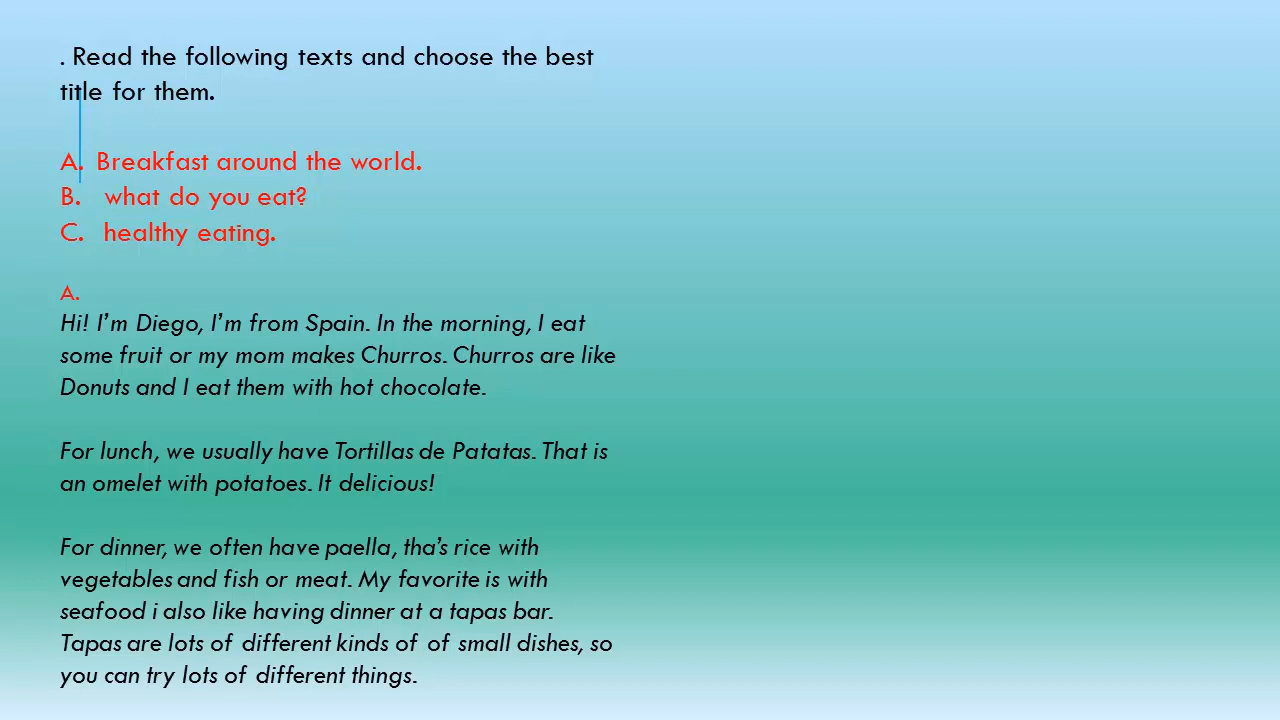 . Read the following texts and choose the best
title for them.
A. Breakfast around the world.
B. what do you eat?
C. healthy eating.
A.
Hi! I’m Diego, I’m from Spain. In the morning, I eat
some fruit or my mom makes Churros. Churros are like
Donuts and I eat them with hot chocolate.
For lunch, we usually have Tortillas de Patatas. That is
an omelet with potatoes. It delicious!
For dinner, we often have paella, tha’s rice with
vegetables and fish or meat. My favorite is with
seafood i also like having dinner at a tapas bar.
Tapas are lots of different kinds of of small dishes, so
you can try lots of different things.